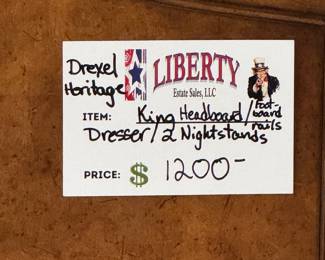 Drexel
Heritage
LIBERTY
Estate Sales, LLC
ITEM: King Headboard/foot-
board
rails
Dresser/2 Nightstands
PRICE: $ 1200-